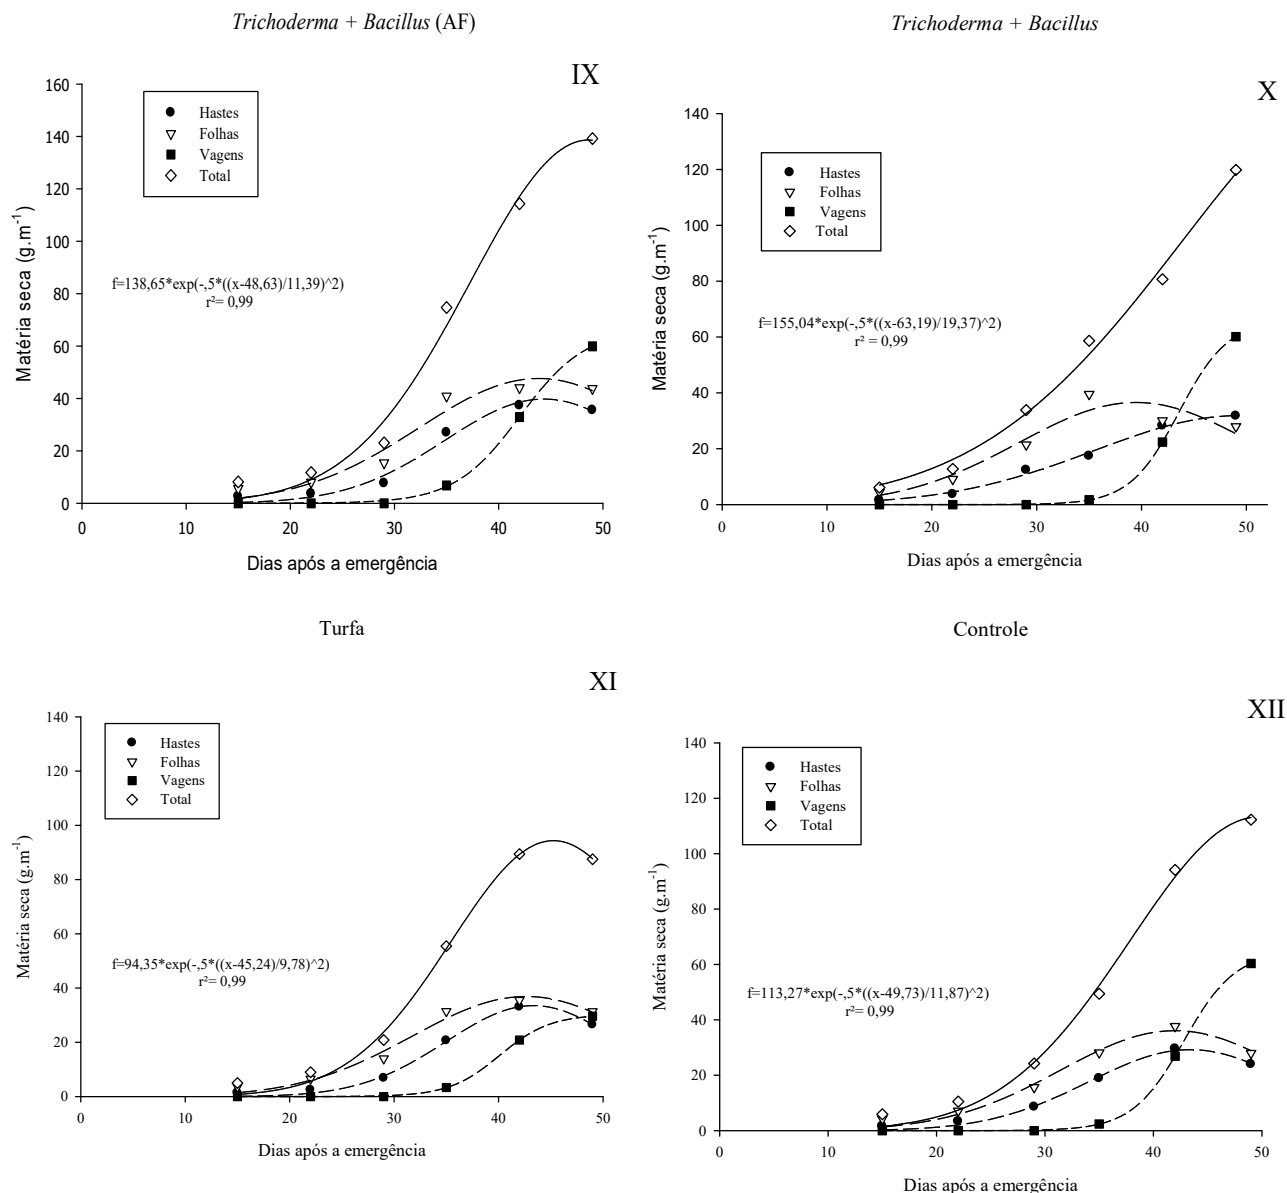 Trichoderma + Bacillus (AF)
IX
160
140
120
100
80
60
40
20
0
Matéria seca (g.m⁻¹)
Hastes
Folhas
Vagens
Total
f=138,65*exp(-,5*((x-48,63)/11,39)^2)
r²= 0,99
0 10 20 30 40 50
Dias após a emergência
Trichoderma + Bacillus
X
140
120
100
80
60
40
20
0
Matéria seca (g.m⁻¹)
Hastes
Folhas
Vagens
Total
f=155,04*exp(-,5*((x-63,19)/19,37)^2)
r² = 0,99
0 10 20 30 40 50
Dias após a emergência
Turfa
XI
140
120
100
80
60
40
20
0
Matéria seca (g.m⁻¹)
Hastes
Folhas
Vagens
Total
f=94,35*exp(-,5*((x-45,24)/9,78)^2)
r²= 0,99
0 10 20 30 40 50
Dias após a emergência
Controle
XII
140
120
100
80
60
40
20
0
Matéria seca (g.m⁻¹)
Hastes
Folhas
Vagens
Total
f=113,27*exp(-,5*((x-49,73)/11,87)^2)
r²= 0,99
0 10 20 30 40 50
Dias após a emergência